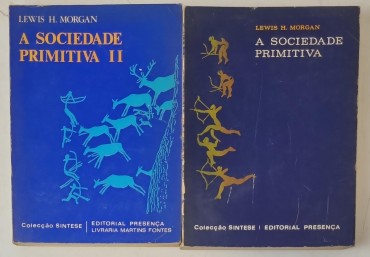 LEWIS H. MORGAN
A SOCIEDADE
PRIMITIVA II
Colecção SíNTESE
EDITORIAL PRESENÇA
LIVRARIA MARTINS FONTES
LEWIS H. MORGAN
A SOCIEDADE
PRIMITIVA
Colecção SíNTESE | EDITORIAL PRESENÇA